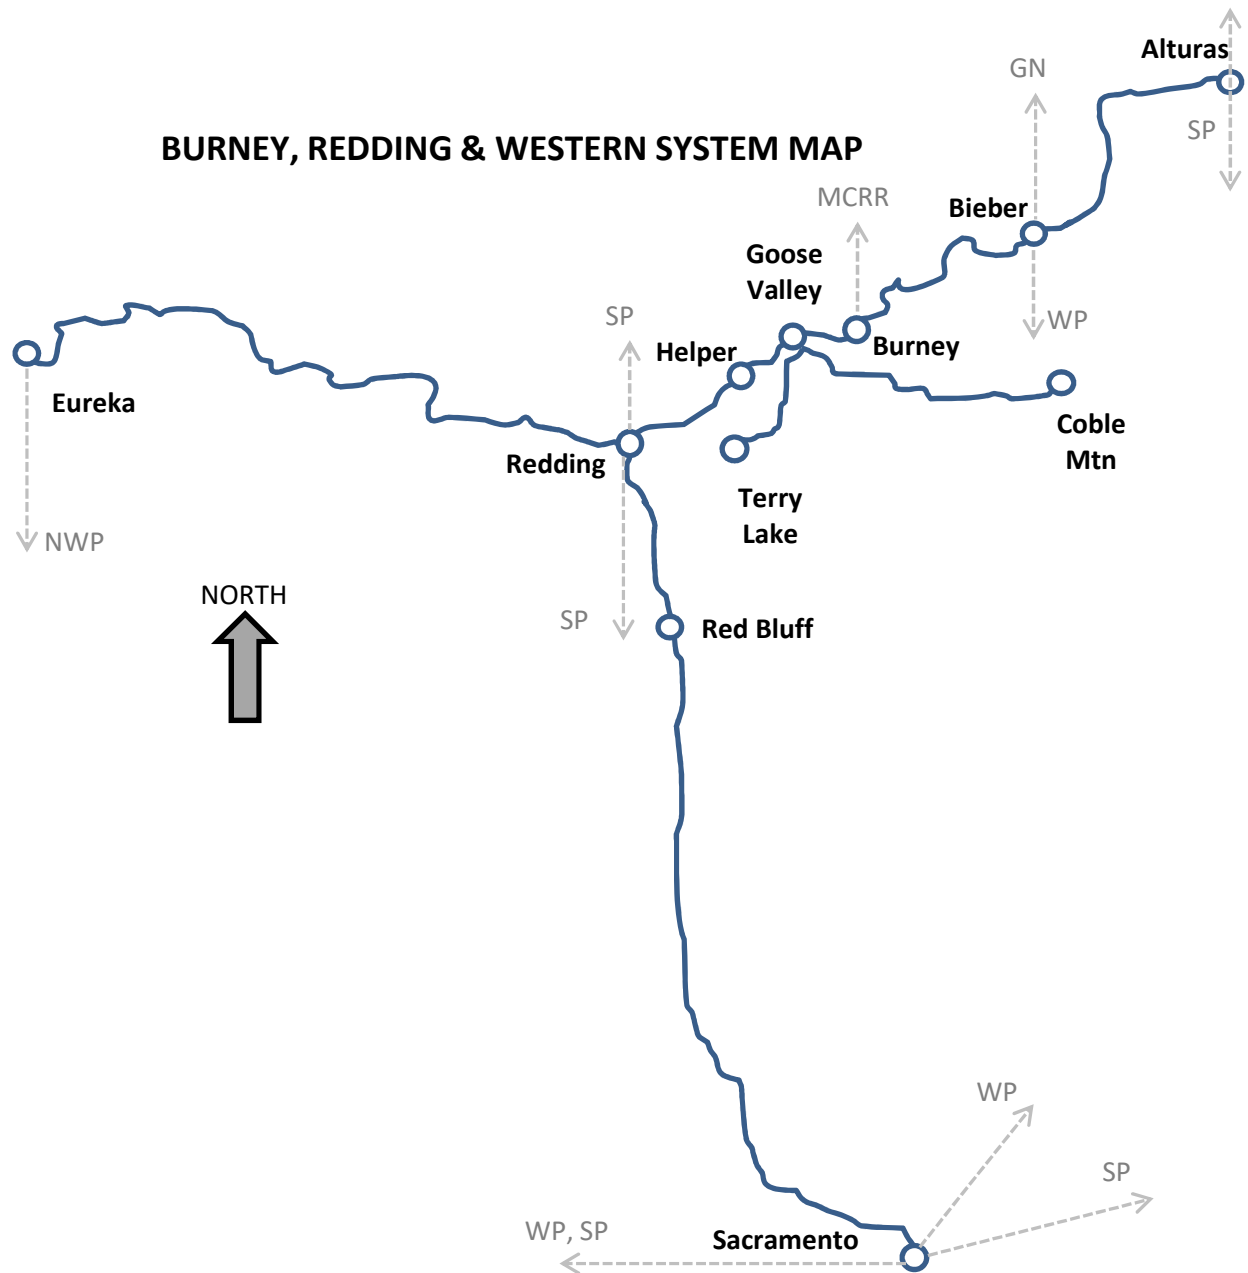 Alturas
GN
SP
BURNEY, REDDING & WESTERN SYSTEM MAP
MCRR
Bieber
Goose
Valley
SP
WP
Helper
Burney
Eureka
Coble
Mtn
Redding
Terry
Lake
NWP
NORTH
SP
Red Bluff
WP
SP
WP, SP
Sacramento